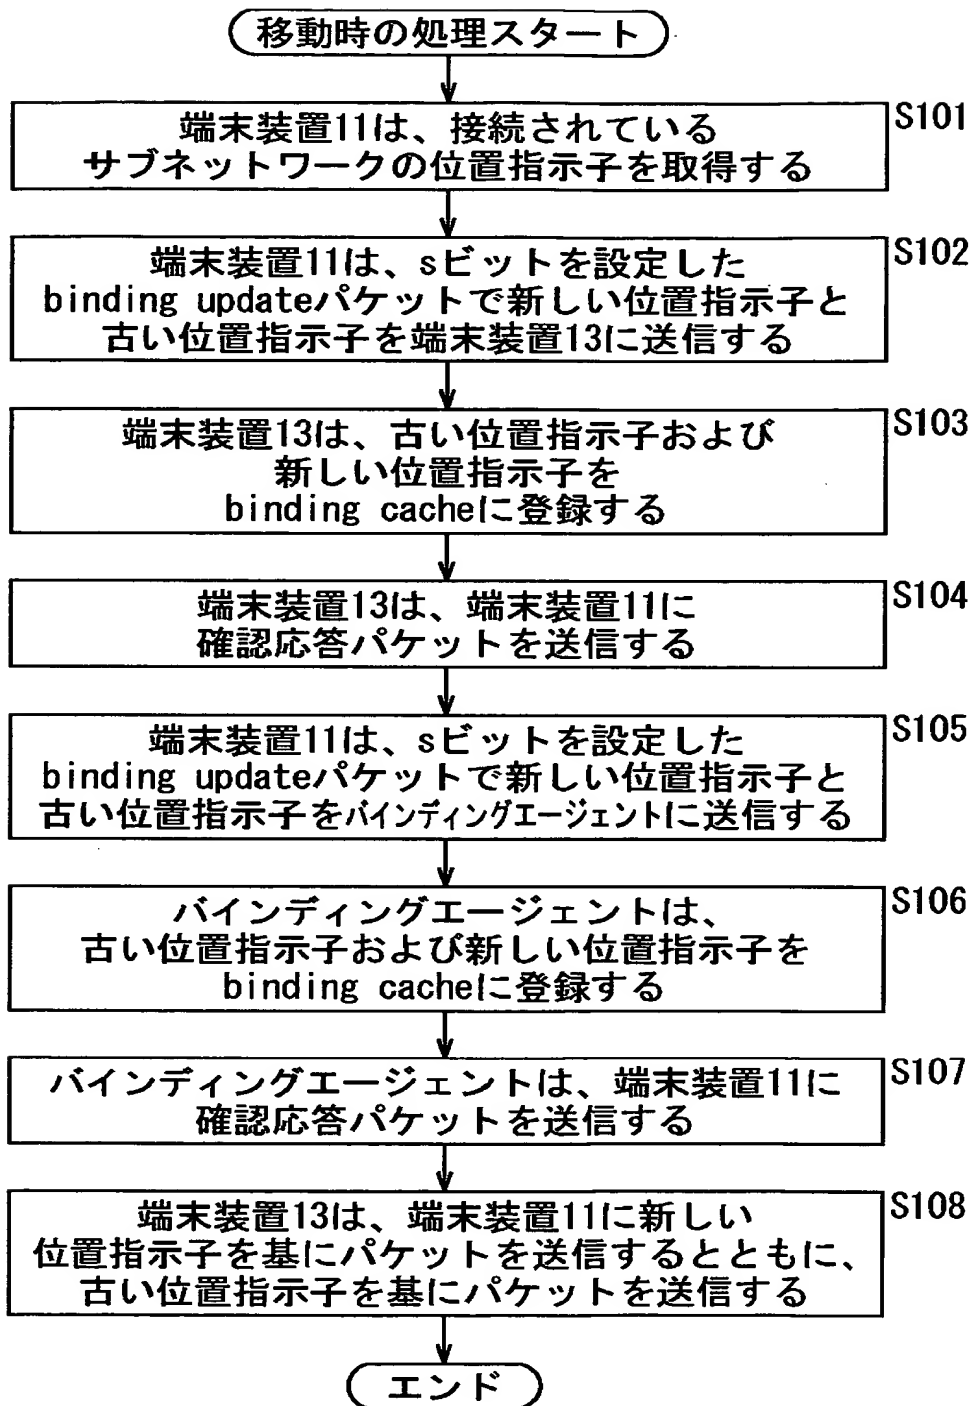 移動時の処理スタート
S101
端末装置11は、接続されている
サブネットワークの位置指示子を取得する
S102
端末装置11は、sビットを設定した
binding updateパケットで新しい位置指示子と
古い位置指示子を端末装置13に送信する
S103
端末装置13は、古い位置指示子および
新しい位置指示子を
binding cacheに登録する
S104
端末装置13は、端末装置11に
確認応答パケットを送信する
S105
端末装置11は、sビットを設定した
binding updateパケットで新しい位置指示子と
古い位置指示子をバインディングエージェントに送信する
S106
バインディングエージェントは、
古い位置指示子および新しい位置指示子を
binding cacheに登録する
S107
バインディングエージェントは、端末装置11に
確認応答パケットを送信する
S108
端末装置13は、端末装置11に新しい
位置指示子を基にパケットを送信するとともに、
古い位置指示子を基にパケットを送信する
エンド